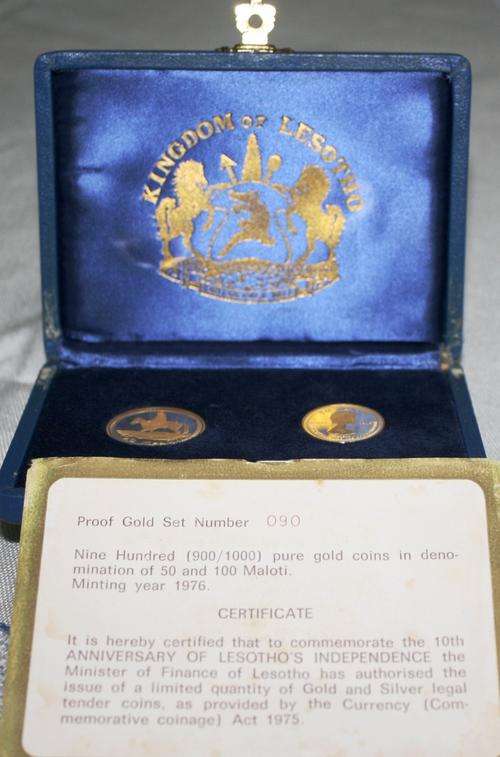 KINGDOM OF LESOTHO
Proof Gold Set Number 090
Nine Hundred (900/1000) pure gold coins in deno-
mination of 50 and 100 Maloti.
Minting year 1976.
CERTIFICATE
It is hereby certified that to commemorate the 10th
ANNIVERSARY OF LESOTHO'S INDEPENDENCE the
Minister of Finance of Lesotho has authorised the
issue of a limited quantity of Gold and Silver legal
tender coins, as provided by the Currency (Com-
memorative coinage) Act 1975.